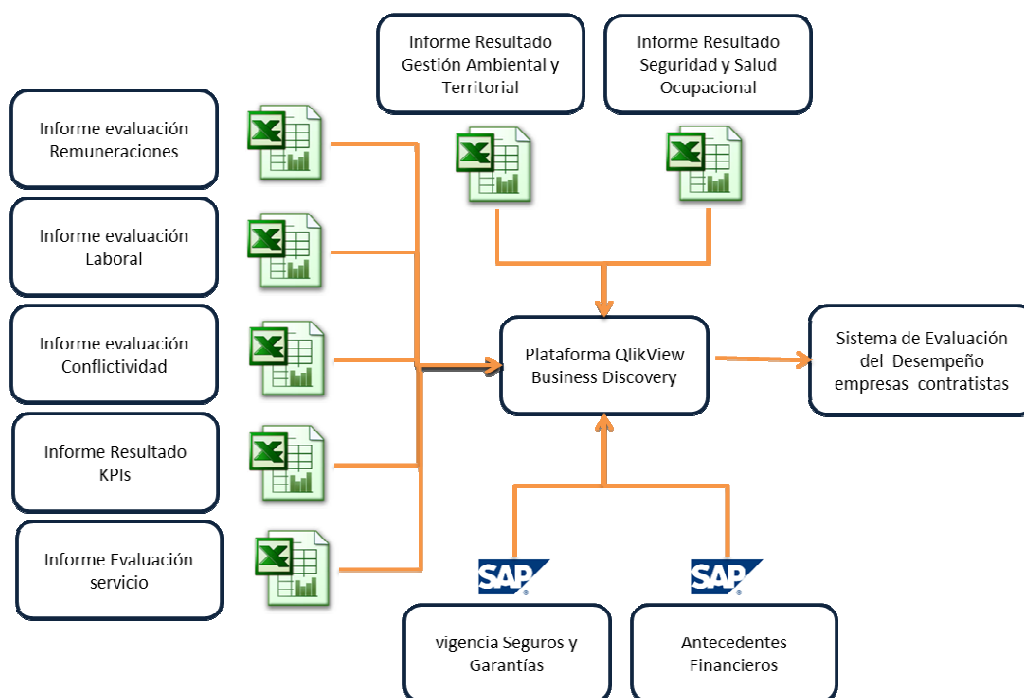 Informe Resultado
Gestión Ambiental y
Territorial
Informe Resultado
Seguridad y Salud
Ocupacional
Informe evaluación
Remuneraciones
Informe evaluación
Laboral
Informe evaluación
Conflictividad
Informe Resultado
KPIs
Informe Evaluación
servicio
Plataforma QlikView
Business Discovery
Sistema de Evaluación
del Desempeño
empresas contratistas
SAP
SAP
vigencia Seguros y
Garantías
Antecedentes
Financieros